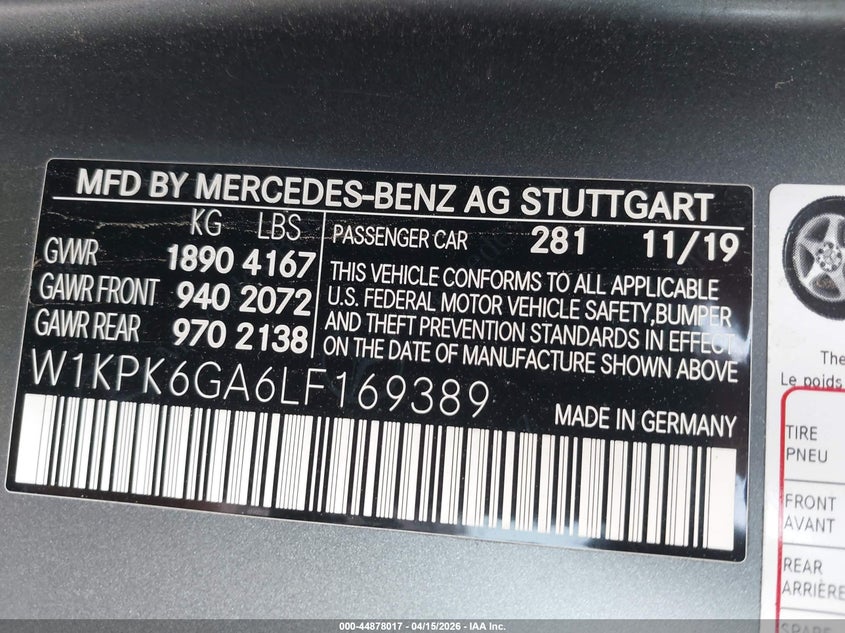 MFD BY MERCEDES-BENZ AG STUTTGART
KG LBS
GVWR 1890 4167
GAWR FRONT 940 2072
GAWR REAR 970 2138
PASSENGER CAR 281 11/19
THIS VEHICLE CONFORMS TO ALL APPLICABLE
U.S. FEDERAL MOTOR VEHICLE SAFETY,BUMPER
AND THEFT PREVENTION STANDARDS IN EFFECT
ON THE DATE OF MANUFACTURE SHOWN ABOVE
W1KPK6GA6LF169389
MADE IN GERMANY
The
Le poids
TIRE
PNEU
FRONT
AVANT
REAR
ARRIÈRE
000-44878017 - 04/15/2026 - IAA Inc.